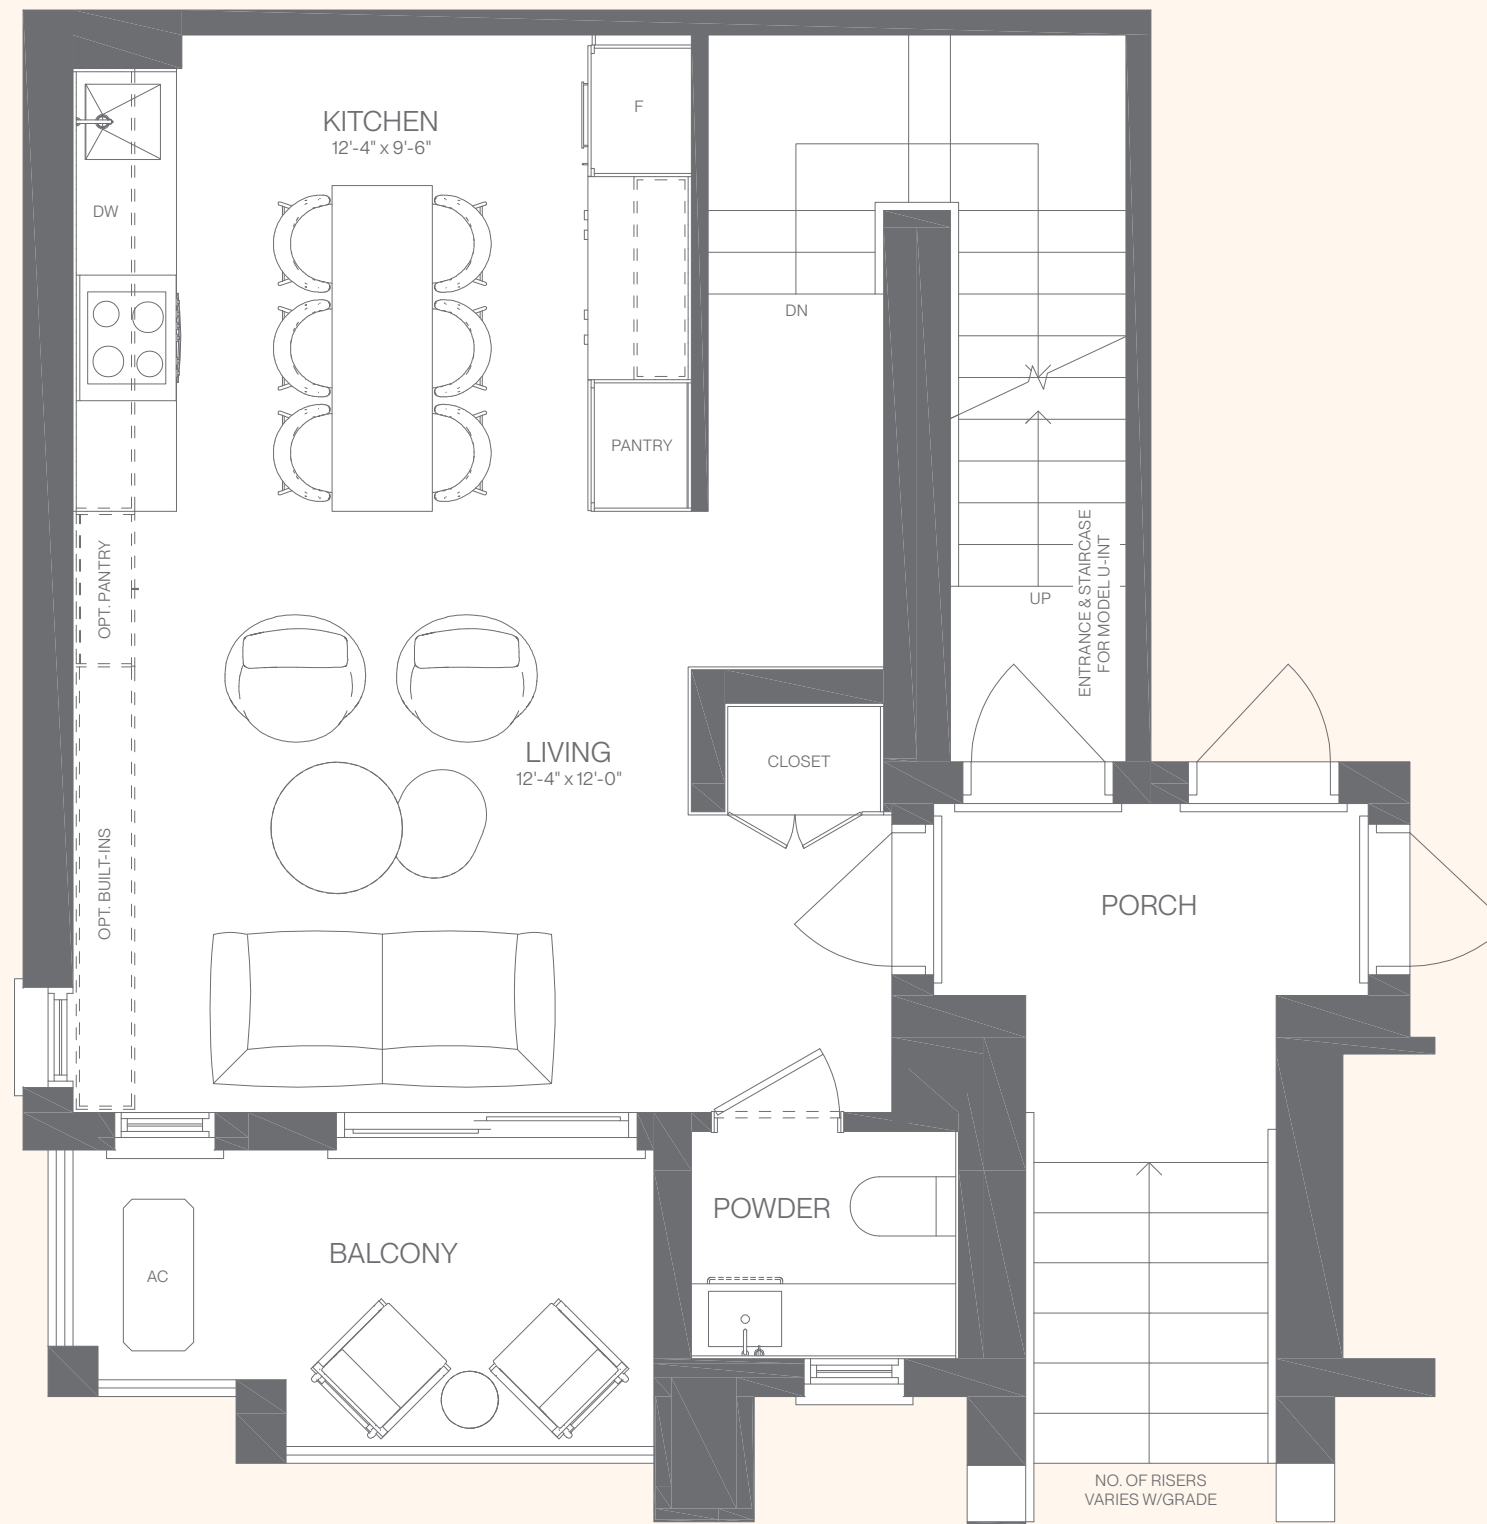 KITCHEN
12'-4" x 9'-6"
F
DW
DN
PANTRY
OPT. PANTRY
UP
ENTRANCE & STAIRCASE
FOR MODEL U-INT
LIVING
12'-4" x 12'-0"
CLOSET
OPT. BUILT-INS
PORCH
POWDER
BALCONY
AC
NO. OF RISERS
VARIES W/GRADE